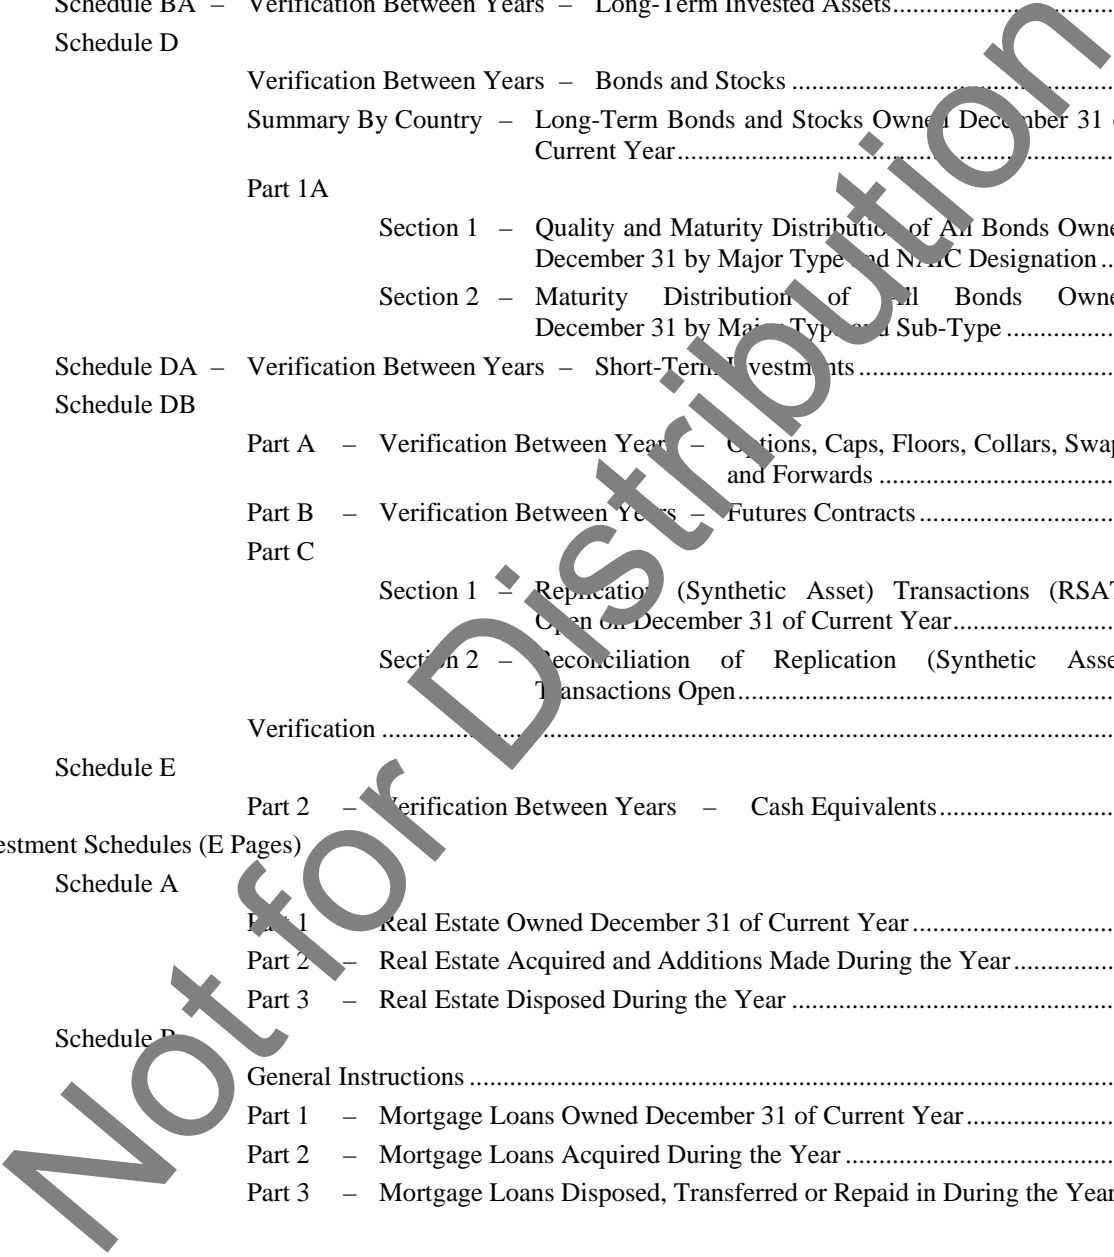 Schedule BA – Verification Between Years – Long-Term Invested Assets
Schedule D
Verification Between Years – Bonds and Stocks
Summary By Country – Long-Term Bonds and Stocks Owned December 31
Current Year
Part 1A
Section 1 – Quality and Maturity Distribution of All Bonds Owne
December 31 by Major Type and NAIC Designation
Section 2 – Maturity Distribution of All Bonds Owne
December 31 by Major Type and Sub-Type
Schedule DA – Verification Between Years – Short-Term Investments
Schedule DB
Part A – Verification Between Years – Options, Caps, Floors, Collars, Swap
and Forwards
Part B – Verification Between Years – Futures Contracts
Part C
Section 1 – Replication (Synthetic Asset) Transactions (RSAT
Open on December 31 of Current Year
Section 2 – Reconciliation of Replication (Synthetic Asse
Transactions Open
Verification
Schedule E
Part 2 – Verification Between Years – Cash Equivalents
estment Schedules (E Pages)
Schedule A
Part 1 Real Estate Owned December 31 of Current Year
Part 2 – Real Estate Acquired and Additions Made During the Year
Part 3 – Real Estate Disposed During the Year
Schedule B
General Instructions
Part 1 – Mortgage Loans Owned December 31 of Current Year
Part 2 – Mortgage Loans Acquired During the Year
Part 3 – Mortgage Loans Disposed, Transferred or Repaid in During the Year
Not for Distribution